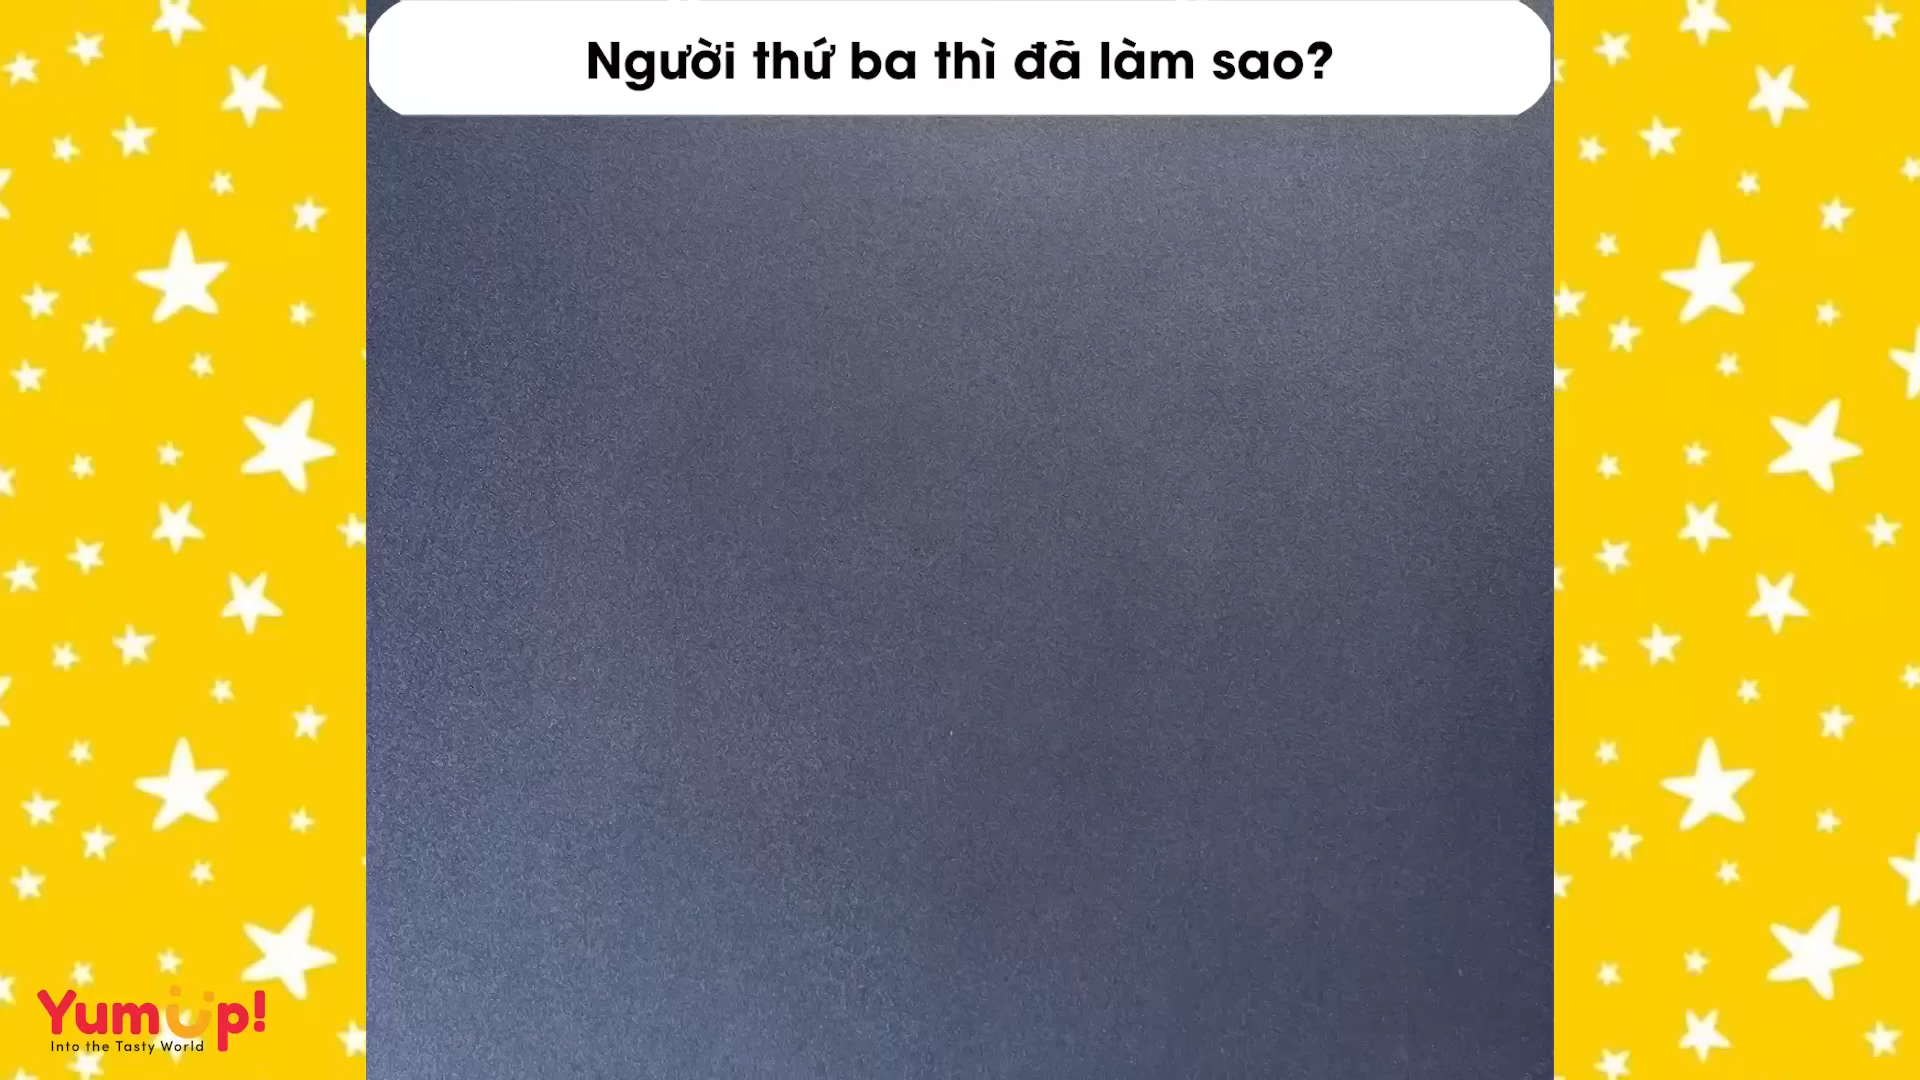 Người thứ ba thì đã làm sao?
YumUp!
Into the Tasty World